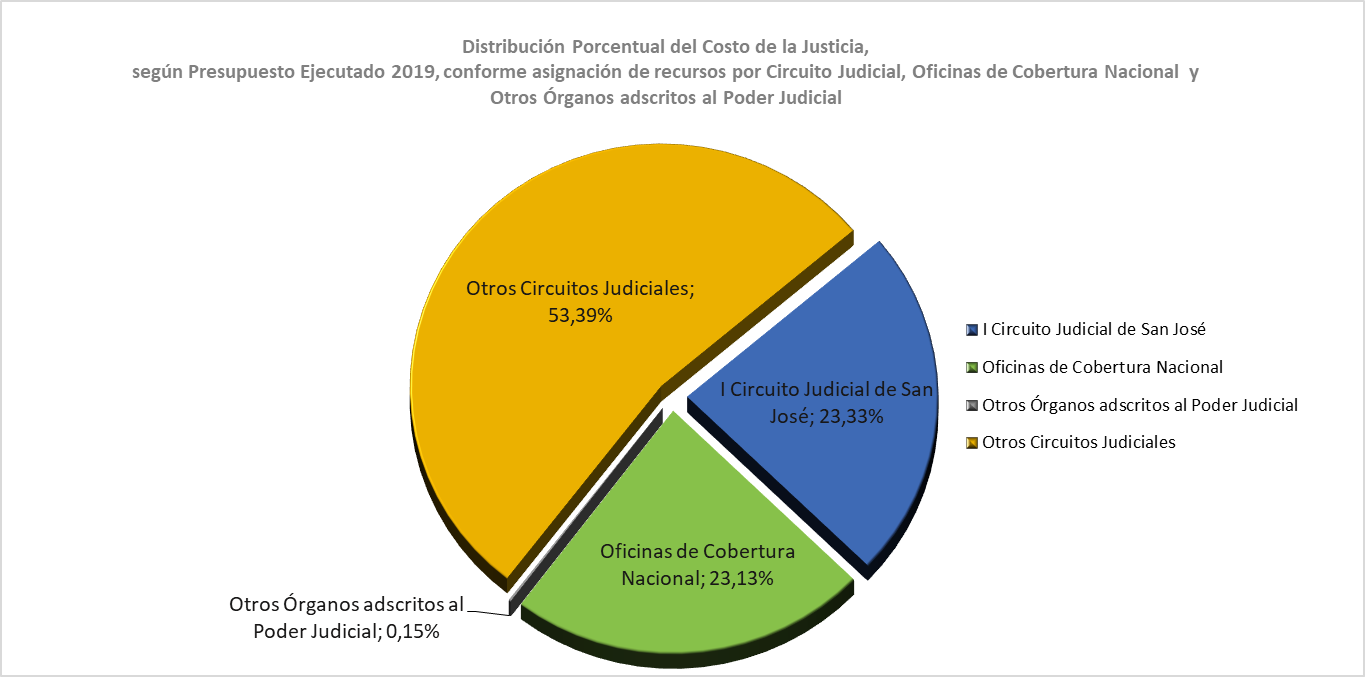 Distribución Porcentual del Costo de la Justicia,
según Presupuesto Ejecutado 2019, conforme asignación de recursos por Circuito Judicial, Oficinas de Cobertura Nacional y
Otros Órganos adscritos al Poder Judicial
Otros Circuitos Judiciales;
53,39%
I Circuito Judicial de San
José; 23,33%
Oficinas de Cobertura
Nacional; 23,13%
Otros Órganos adscritos al
Poder Judicial; 0,15%
I Circuito Judicial de San José
Oficinas de Cobertura Nacional
Otros Órganos adscritos al Poder Judicial
Otros Circuitos Judiciales